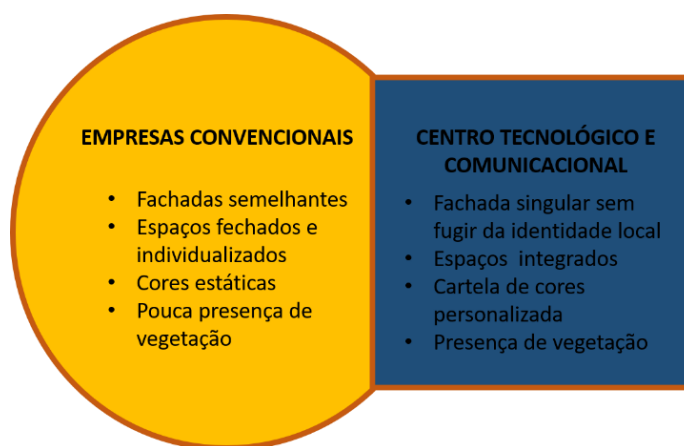 EMPRESAS CONVENCIONAIS
• Fachadas semelhantes
• Espaços fechados e
individualizados
• Cores estáticas
• Pouca presença de
vegetação
CENTRO TECNOLÓGICO E
COMUNICACIONAL
• Fachada singular sem
fugir da identidade local
• Espaços integrados
• Cartela de cores
personalizada
• Presença de vegetação